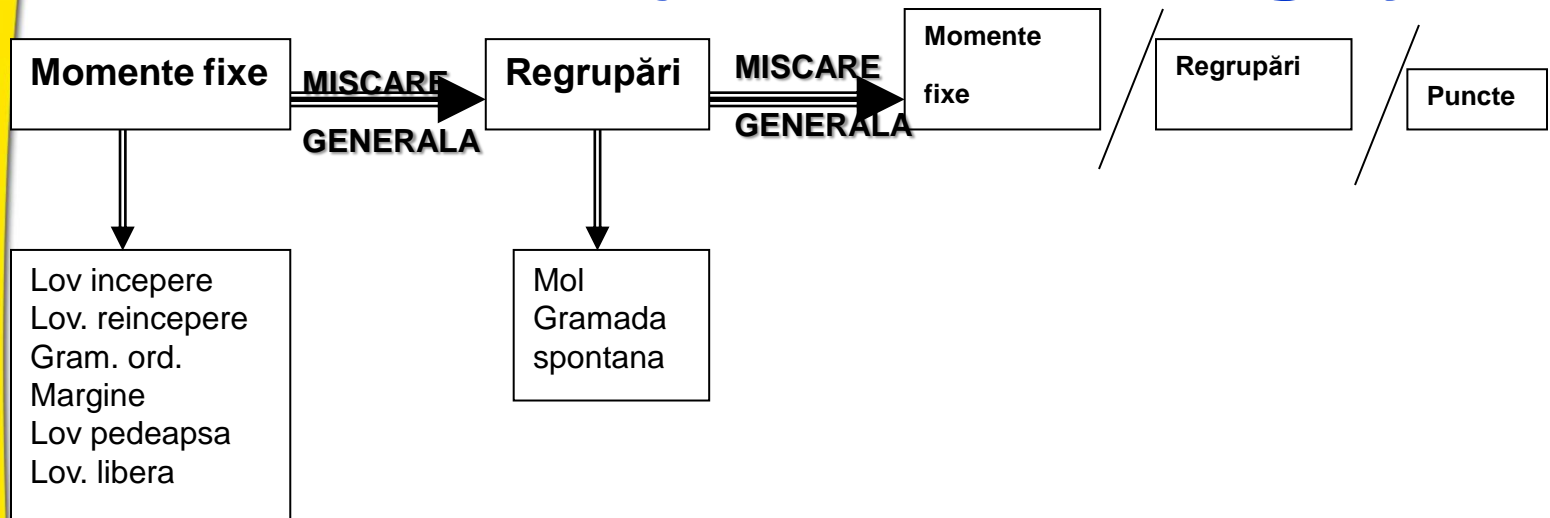 Momente fixe
MISCARE
GENERALA
Regrupări
MISCARE
GENERALA
Momente
fixe
Regrupări
Puncte
Lov incepere
Lov. reincepere
Gram. ord.
Margine
Lov pedeapsa
Lov. libera
Mol
Gramada
spontana